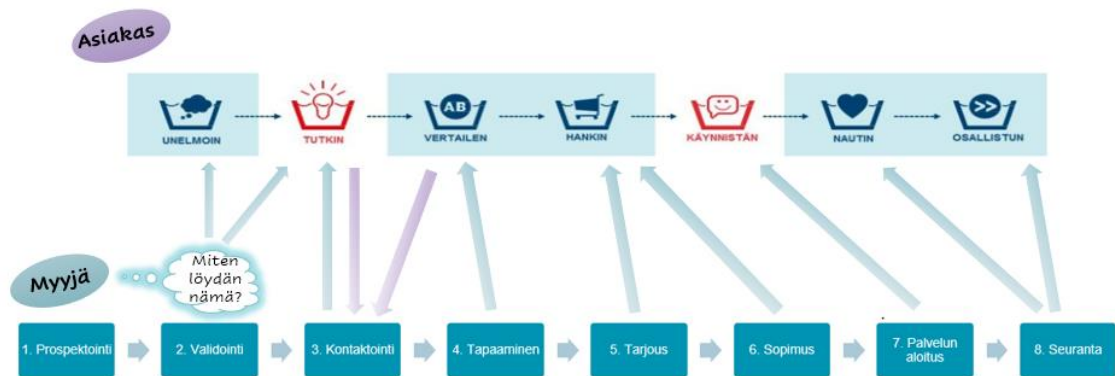 Asiakas
UNELMOIN
TUTKIN
AB
VERTAILEN
HANKIN
KÄYNNISTÄN
NAUTIN
>>
OSALLISTUN
Myyjä
Miten
löydän
nämä?
1. Prospektointi
2. Validointi
3. Kontaktointi
4. Tapaaminen
5. Tarjous
6. Sopimus
7. Palvelun
aloitus
8. Seuranta